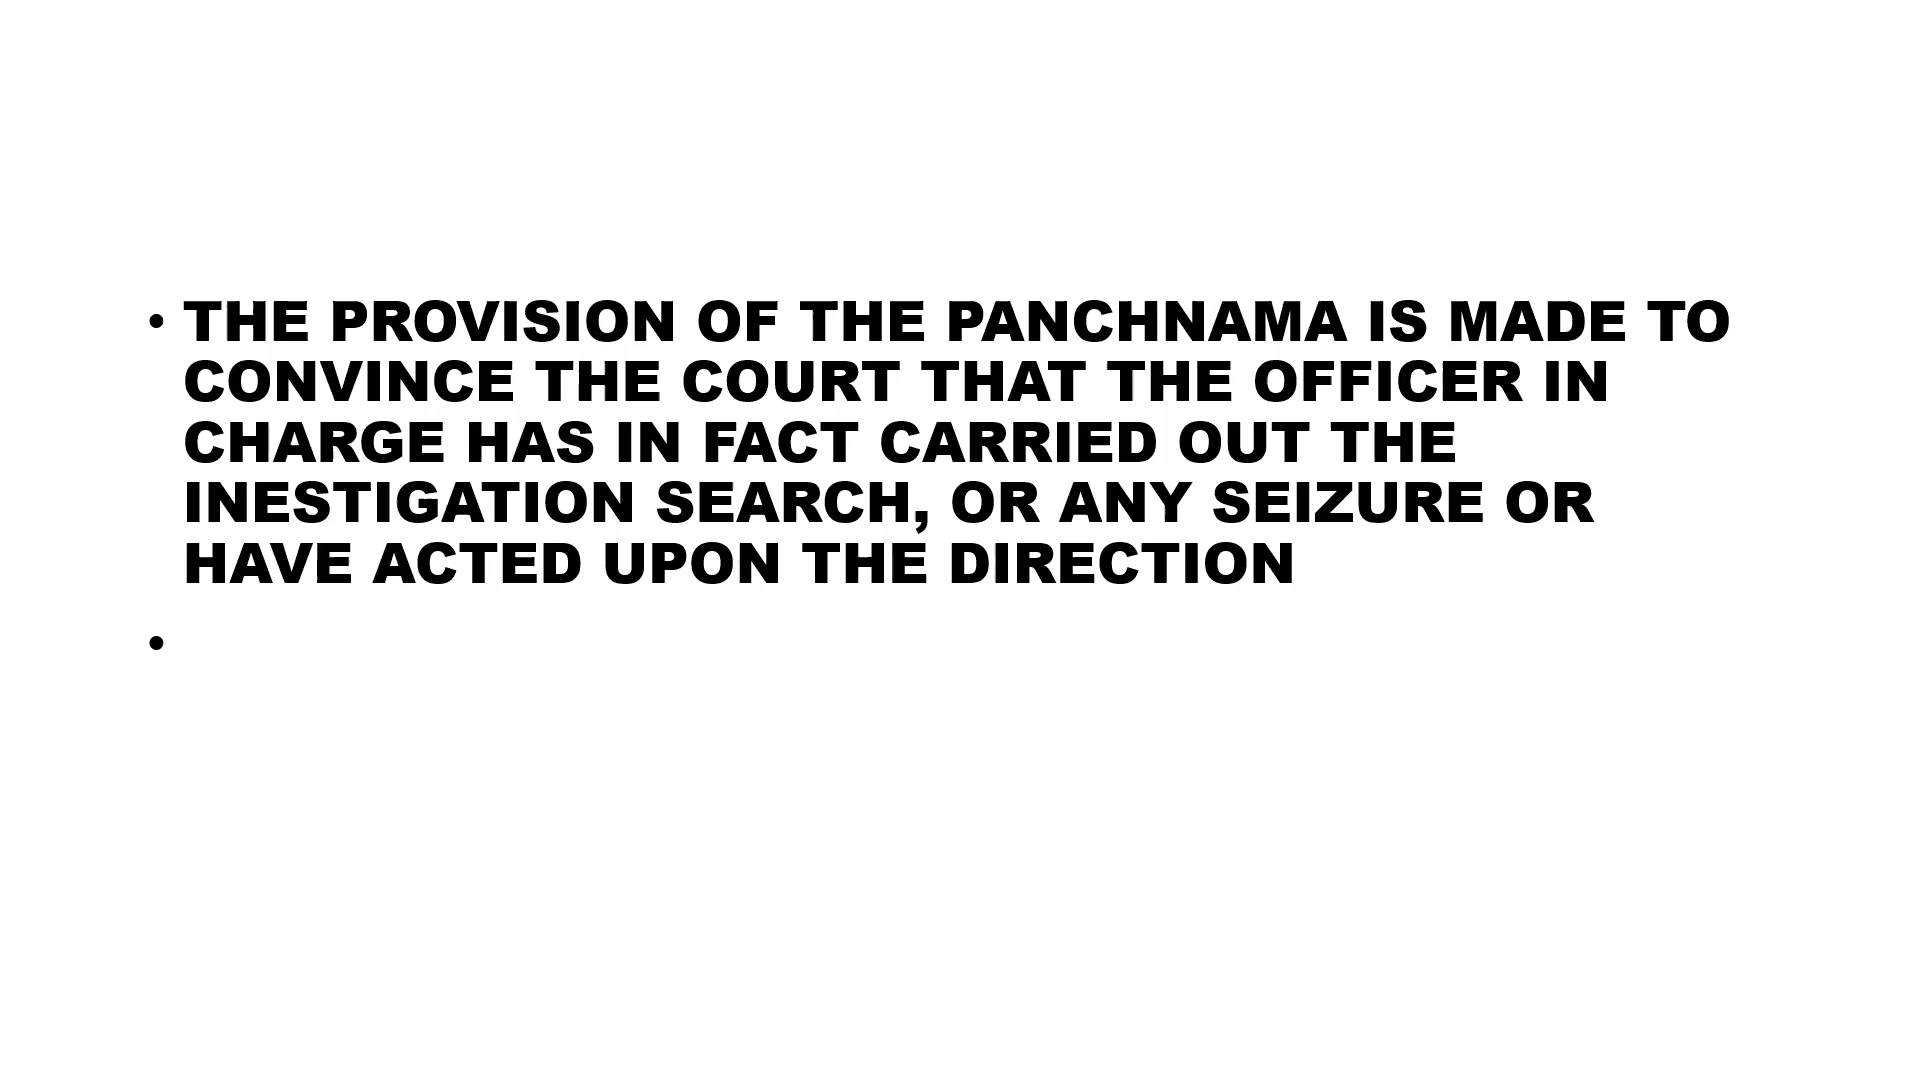 • THE PROVISION OF THE PANCHNAMA IS MADE TO
CONVINCE THE COURT THAT THE OFFICER IN
CHARGE HAS IN FACT CARRIED OUT THE
INESTIGATION SEARCH, OR ANY SEIZURE OR
HAVE ACTED UPON THE DIRECTION
•